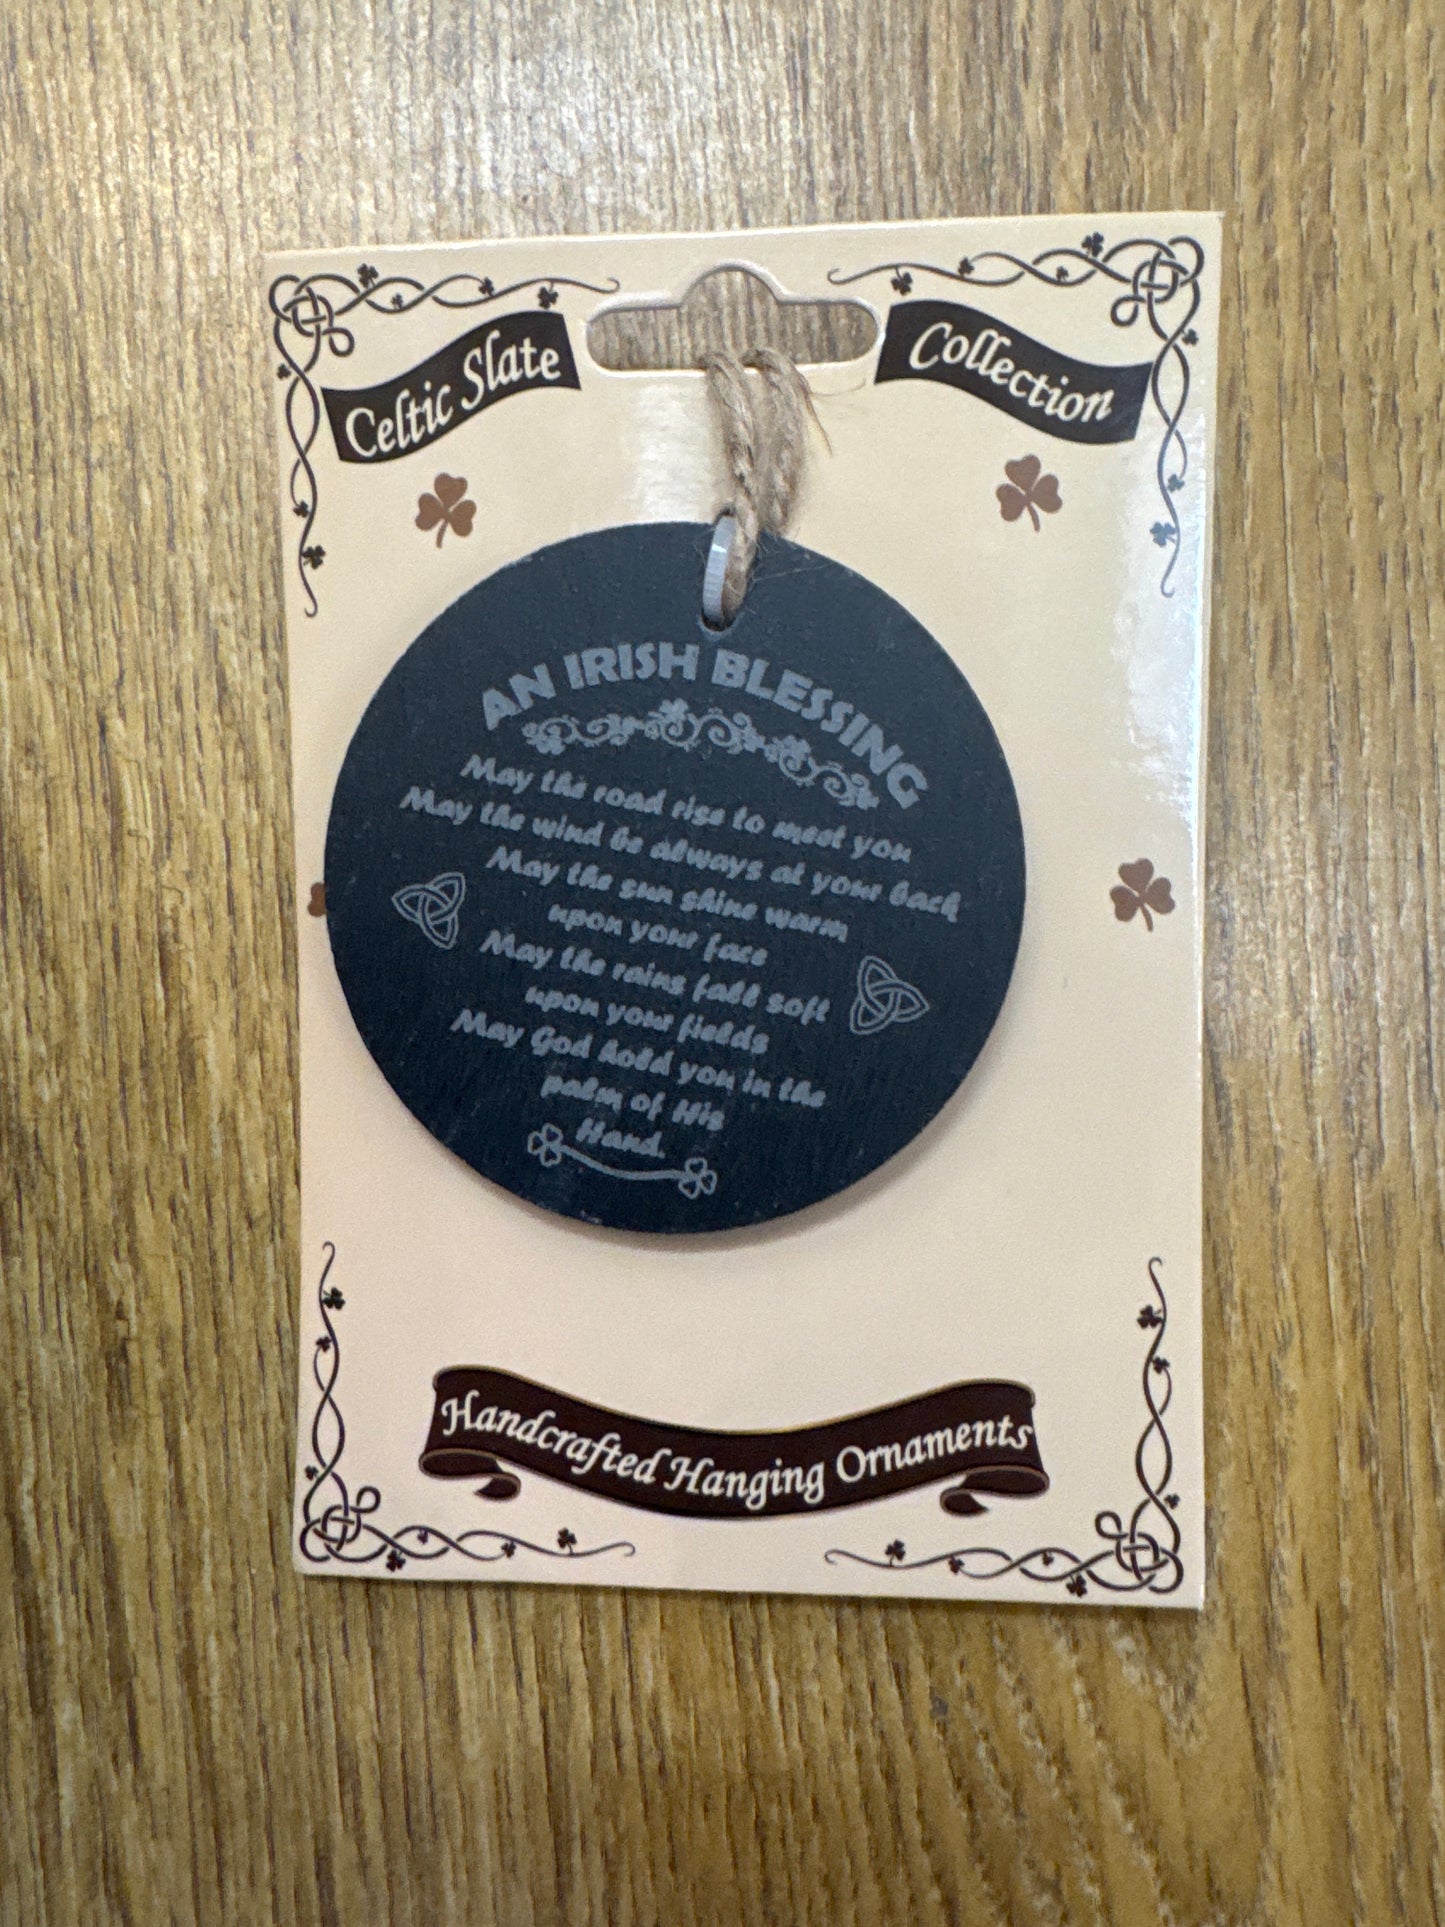 Celtic Slate Collection
AN IRISH BLESSING
May the road rise to meet you
May the wind be always at your back
May the sun shine warm
upon your face
May the rains fall soft
upon your fields
May God hold you in the
palm of His
Hand.
Handcrafted Hanging Ornaments